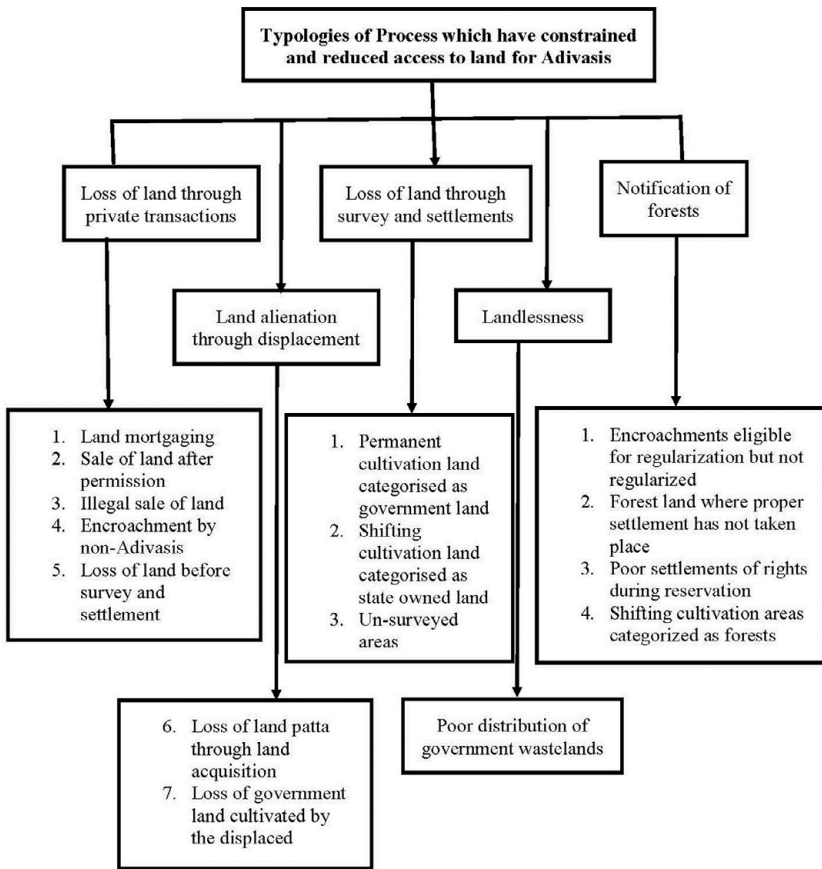 Typologies of Process which have constrained
and reduced access to land for Adivasis
Loss of land through
private transactions
Loss of land through
survey and settlements
Notification of
forests
Land alienation
through displacement
Landlessness
1. Land mortgaging
2. Sale of land after
permission
3. Illegal sale of land
4. Encroachment by
non-Adivasis
5. Loss of land before
survey and
settlement
1. Permanent
cultivation land
categorised as
government land
2. Shifting
cultivation land
categorised as
state owned land
3. Un-surveyed
areas
1. Encroachments eligible
for regularization but not
regularized
2. Forest land where proper
settlement has not taken
place
3. Poor settlements of rights
during reservation
4. Shifting cultivation areas
categorized as forests
6. Loss of land patta
through land
acquisition
7. Loss of government
land cultivated by
the displaced
Poor distribution of
government wastelands